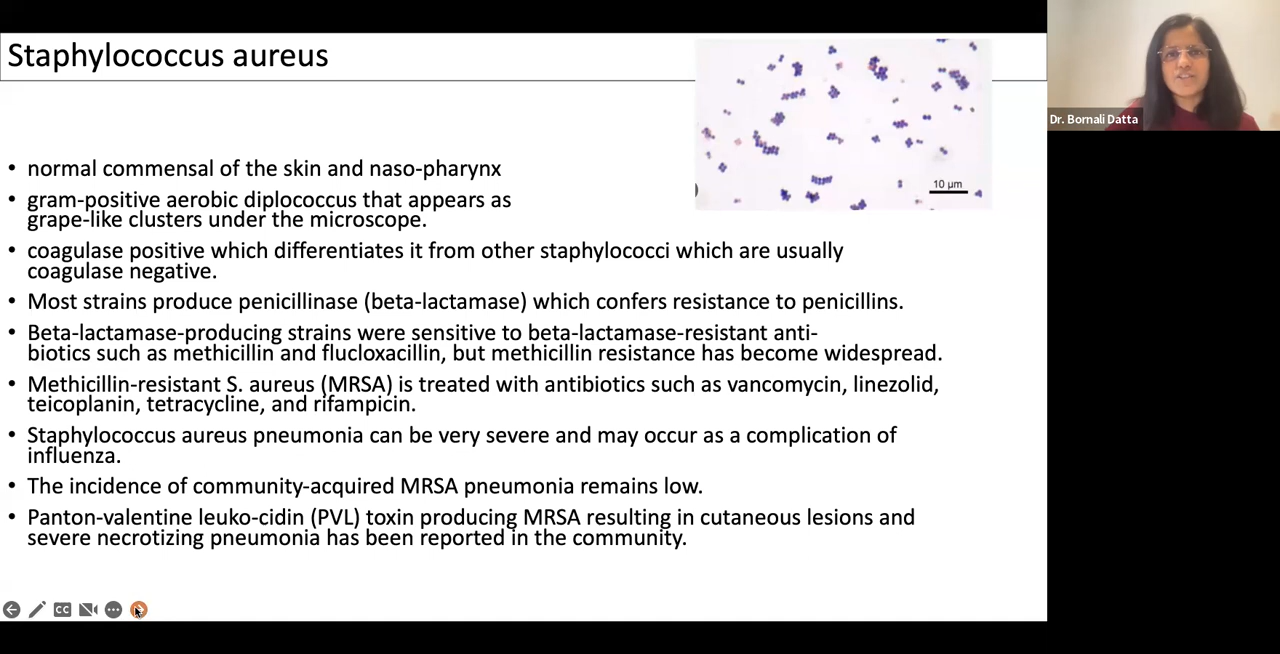 Staphylococcus aureus
10 µm
Dr. Bornali Datta
• normal commensal of the skin and naso-pharynx
• gram-positive aerobic diplococcus that appears as
grape-like clusters under the microscope.
• coagulase positive which differentiates it from other staphylococci which are usually
coagulase negative.
• Most strains produce penicillinase (beta-lactamase) which confers resistance to penicillins.
• Beta-lactamase-producing strains were sensitive to beta-lactamase-resistant anti-
biotics such as methicillin and flucloxacillin, but methicillin resistance has become widespread.
• Methicillin-resistant S. aureus (MRSA) is treated with antibiotics such as vancomycin, linezolid,
teicoplanin, tetracycline, and rifampicin.
• Staphylococcus aureus pneumonia can be very severe and may occur as a complication of
influenza.
• The incidence of community-acquired MRSA pneumonia remains low.
• Panton-valentine leuko-cidin (PVL) toxin producing MRSA resulting in cutaneous lesions and
severe necrotizing pneumonia has been reported in the community.
CC